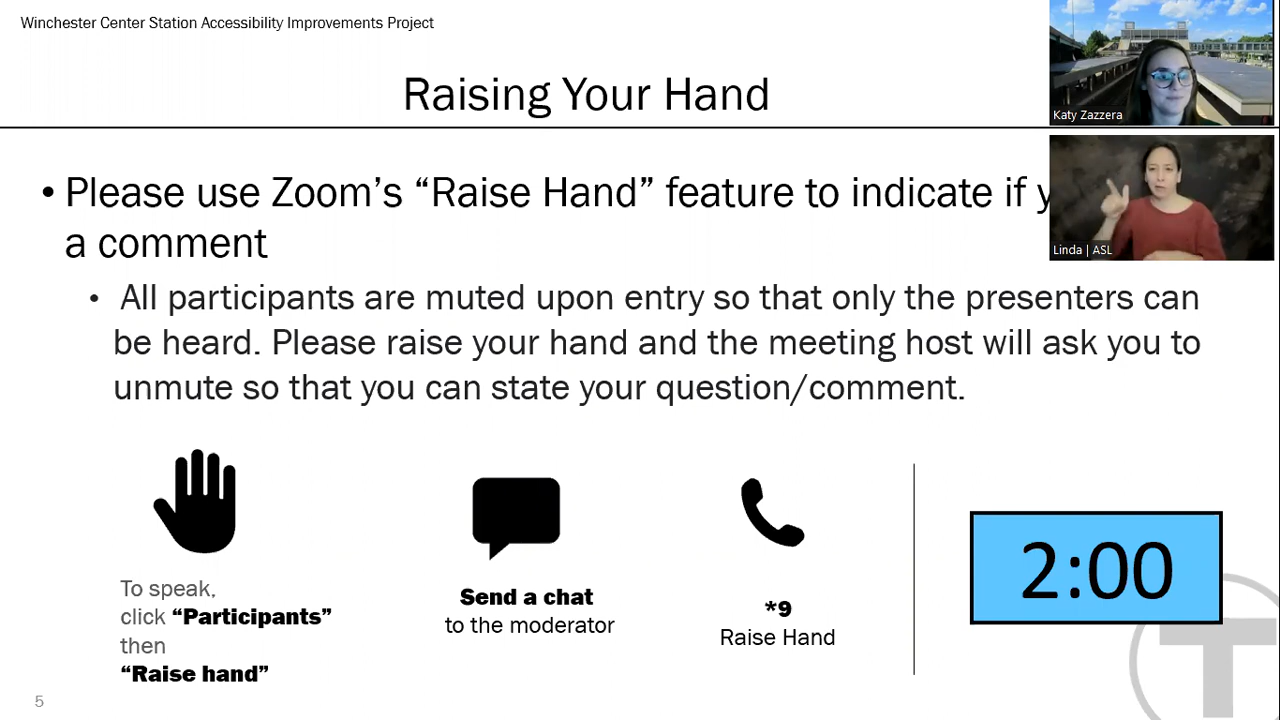 Winchester Center Station Accessibility Improvements Project
Raising Your Hand
Katy Zazzera
• Please use Zoom’s “Raise Hand” feature to indicate if
a comment
Linda | ASL
• All participants are muted upon entry so that only the presenters can
be heard. Please raise your hand and the meeting host will ask you to
unmute so that you can state your question/comment.
To speak,
click “Participants”
then
“Raise hand”
Send a chat
to the moderator
*9
Raise Hand
2:00
T
5